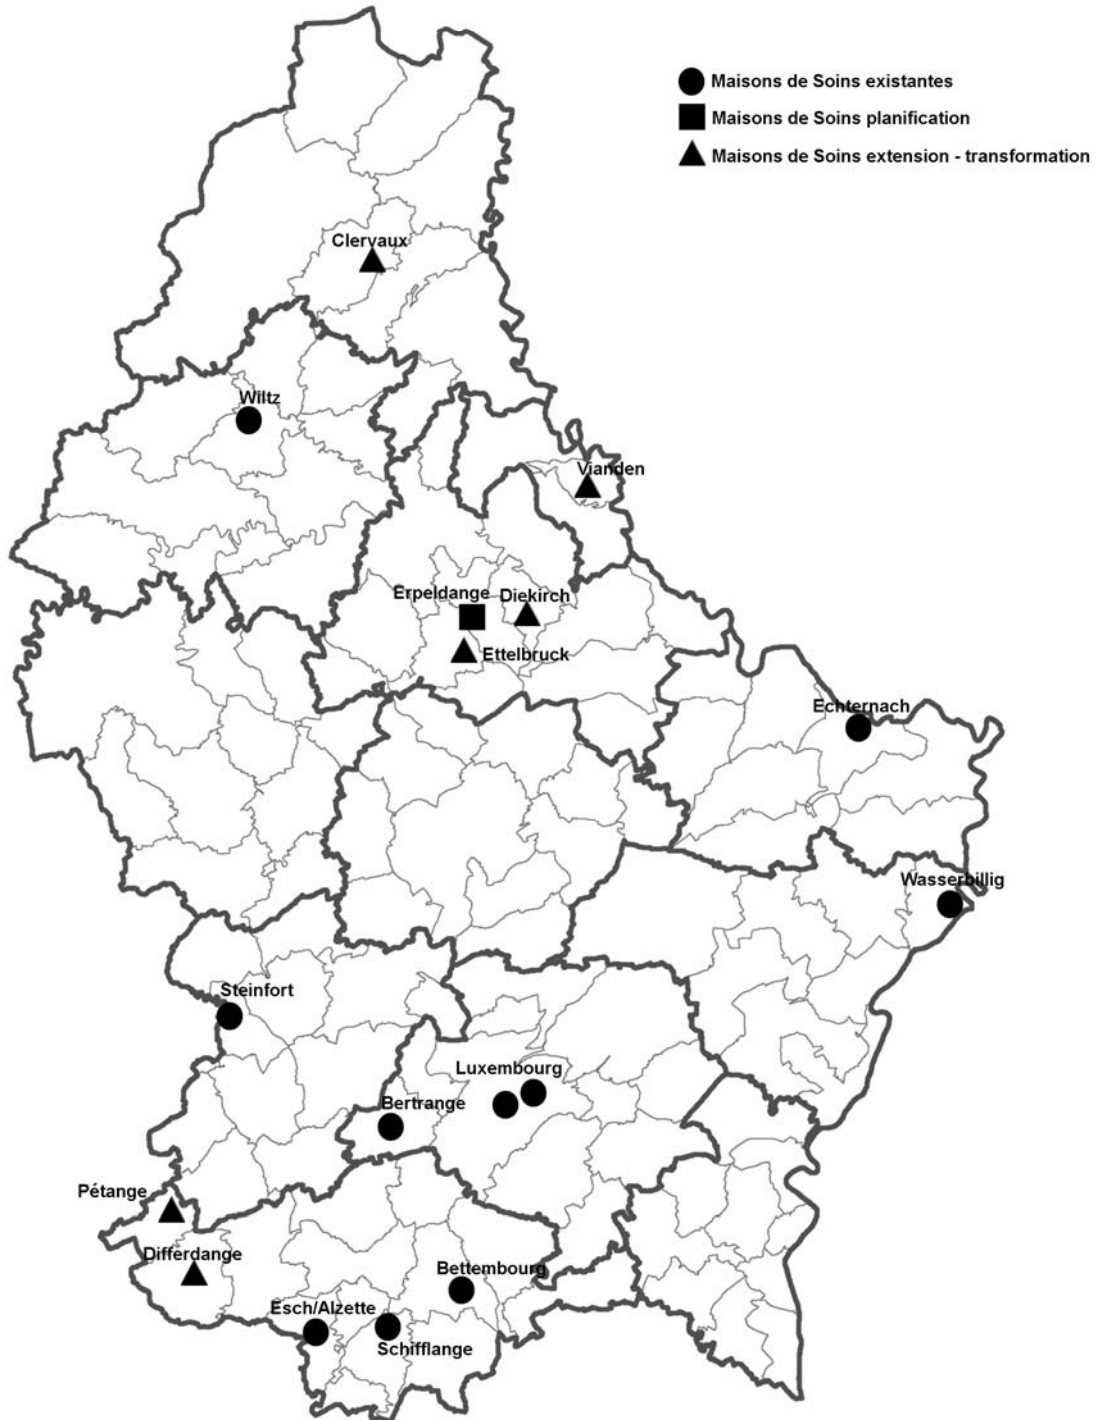 Maisons de Soins existantes
Maisons de Soins planification
Maisons de Soins extension - transformation
Clervaux
Wiltz
Vianden
Erpeldange
Diekirch
Ettelbruck
Echternach
Wasserbillig
Steinfort
Luxembourg
Bertrange
Pétange
Differdange
Bettembourg
Esch/Alzette
Schifflange